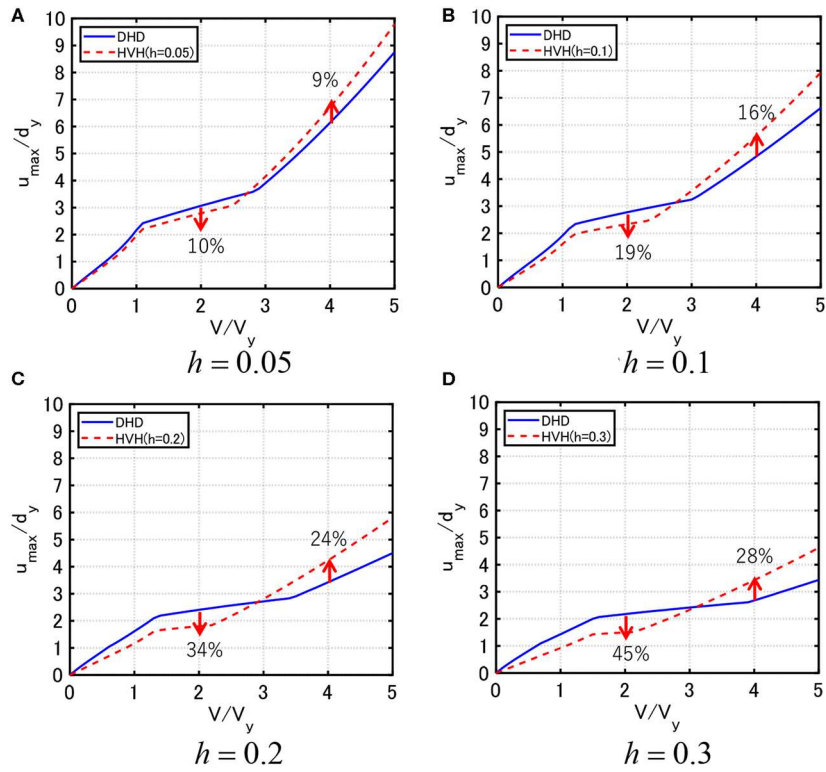 A
DHD
HVH(h=0.05)
10
9
8
7
6
5
4
3
2
1
0
u_max/d_y
9%
10%
0 1 2 3 4 5
V/V_y
h = 0.05
B
DHD
HVH(h=0.1)
10
9
8
7
6
5
4
3
2
1
0
u_max/d_y
16%
19%
0 1 2 3 4 5
V/V_y
h = 0.1
C
DHD
HVH(h=0.2)
10
9
8
7
6
5
4
3
2
1
0
u_max/d_y
24%
34%
0 1 2 3 4 5
V/V_y
h = 0.2
D
DHD
HVH(h=0.3)
10
9
8
7
6
5
4
3
2
1
0
u_max/d_y
28%
45%
0 1 2 3 4 5
V/V_y
h = 0.3